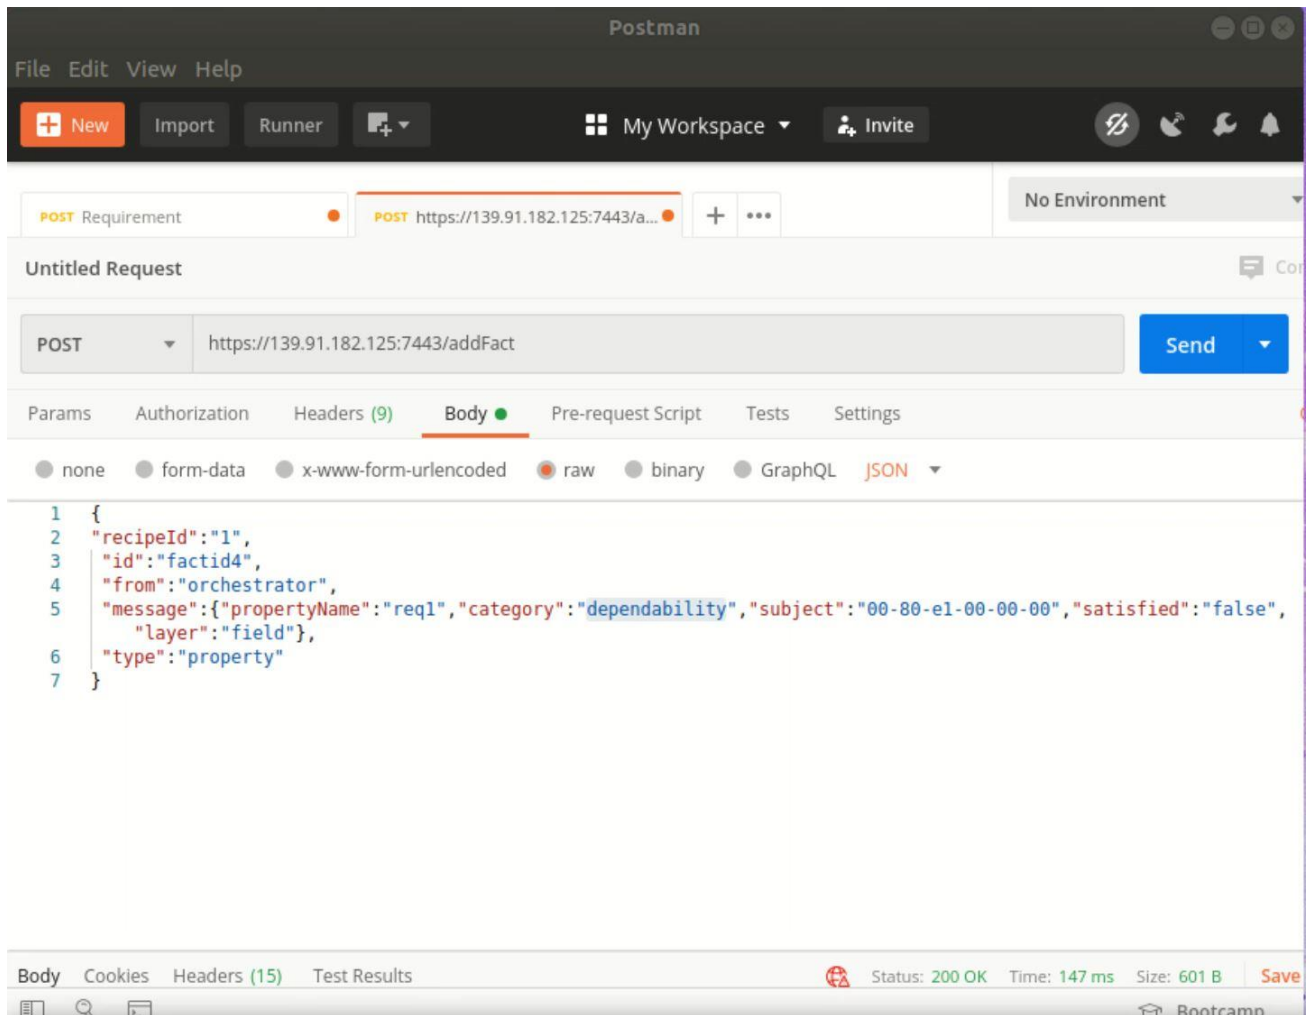 Postman
File Edit View Help
New Import Runner My Workspace Invite
POST Requirement POST https://139.91.182.125:7443/a... + ••• No Environment
Untitled Request
POST https://139.91.182.125:7443/addFact Send
Params Authorization Headers (9) Body Pre-request Script Tests Settings
none form-data x-www-form-urlencoded raw binary GraphQL JSON
1 {
2 "recipeId":"1",
3 "id":"factid4",
4 "from":"orchestrator",
5 "message":{"propertyName":"req1","category":"dependability","subject":"00-80-e1-00-00-00","satisfied":"false",
"layer":"field"},
6 "type":"property"
7 }
Body Cookies Headers (15) Test Results Status: 200 OK Time: 147 ms Size: 601 B Save
Bootcamp